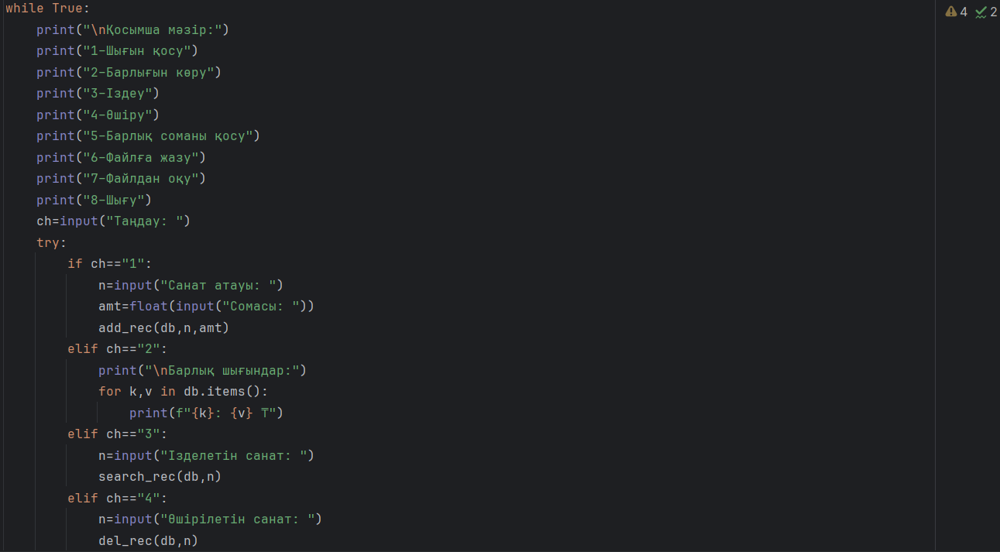 while True:
    print("\nҚосымша мәзір:")
    print("1-Шығын қосу")
    print("2-Барлығын көру")
    print("3-Іздеу")
    print("4-Өшіру")
    print("5-Барлық соманы қосу")
    print("6-Файлға жазу")
    print("7-Файлдан оқу")
    print("8-Шығу")
    ch=input("Таңдау: ")
    try:
        if ch=="1":
            n=input("Санат атауы: ")
            amt=float(input("Сомасы: "))
            add_rec(db,n,amt)
        elif ch=="2":
            print("\nБарлық шығындар:")
            for k,v in db.items():
                print(f"{k}: {v} ₸")
        elif ch=="3":
            n=input("Ізделетін санат: ")
            search_rec(db,n)
        elif ch=="4":
            n=input("Өшірілетін санат: ")
            del_rec(db,n)
4 2